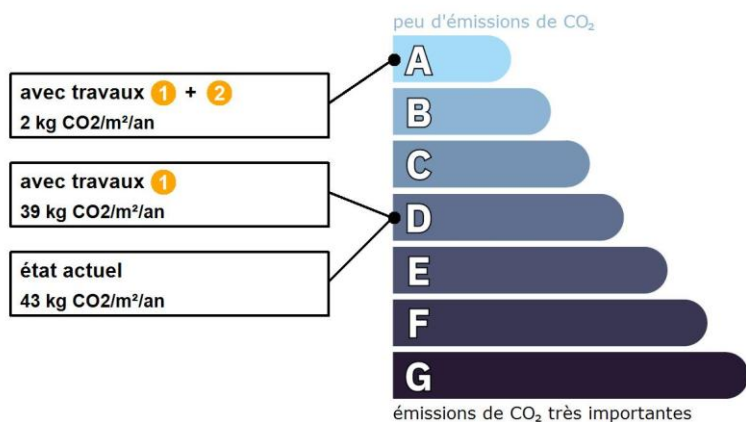 peu d'émissions de CO₂
A
B
C
D
E
F
G
émissions de CO₂ très importantes
avec travaux 1 + 2
2 kg CO2/m²/an
avec travaux 1
39 kg CO2/m²/an
état actuel
43 kg CO2/m²/an